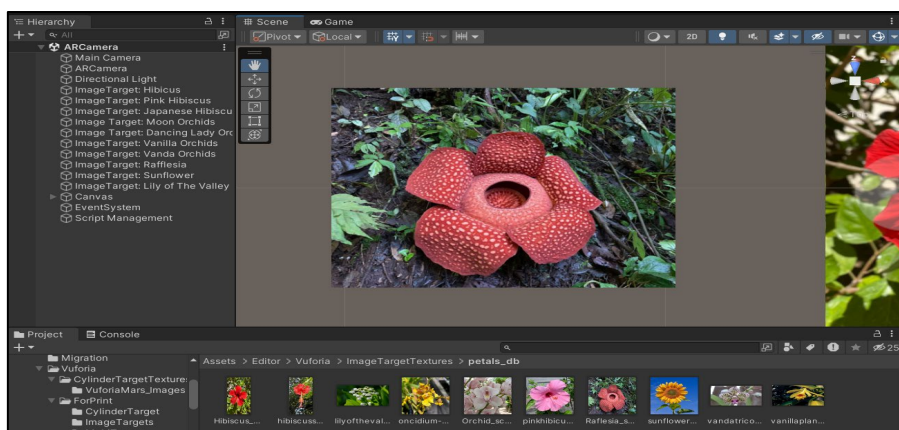 Hierarchy
All
ARCamera
Main Camera
ARCamera
Directional Light
ImageTarget: Hibicus
ImageTarget: Pink Hibiscus
ImageTarget: Japanese Hibiscu
Image Target: Moon Orchids
Image Target: Dancing Lady Orc
ImageTarget: Vanilla Orchids
ImageTarget: Vanda Orchids
ImageTarget: Rafflesia
ImageTarget: Sunflower
ImageTarget: Lily of The Valley
Canvas
EventSystem
Script Management
Scene Game
Pivot Local 2D
Project Console
Migration
Vuforia
CylinderTargetTexture
VuforiaMars_Images
ForPrint
CylinderTarget
ImageTargets
25
Assets > Editor > Vuforia > ImageTargetTextures > petals_db
Hibiscus_... hibiscuss... lilyoftheval... oncidium-... Orchid_sc... pinkhibicu... Raflesia_s... sunflower... vandatrico... vanillaplan...